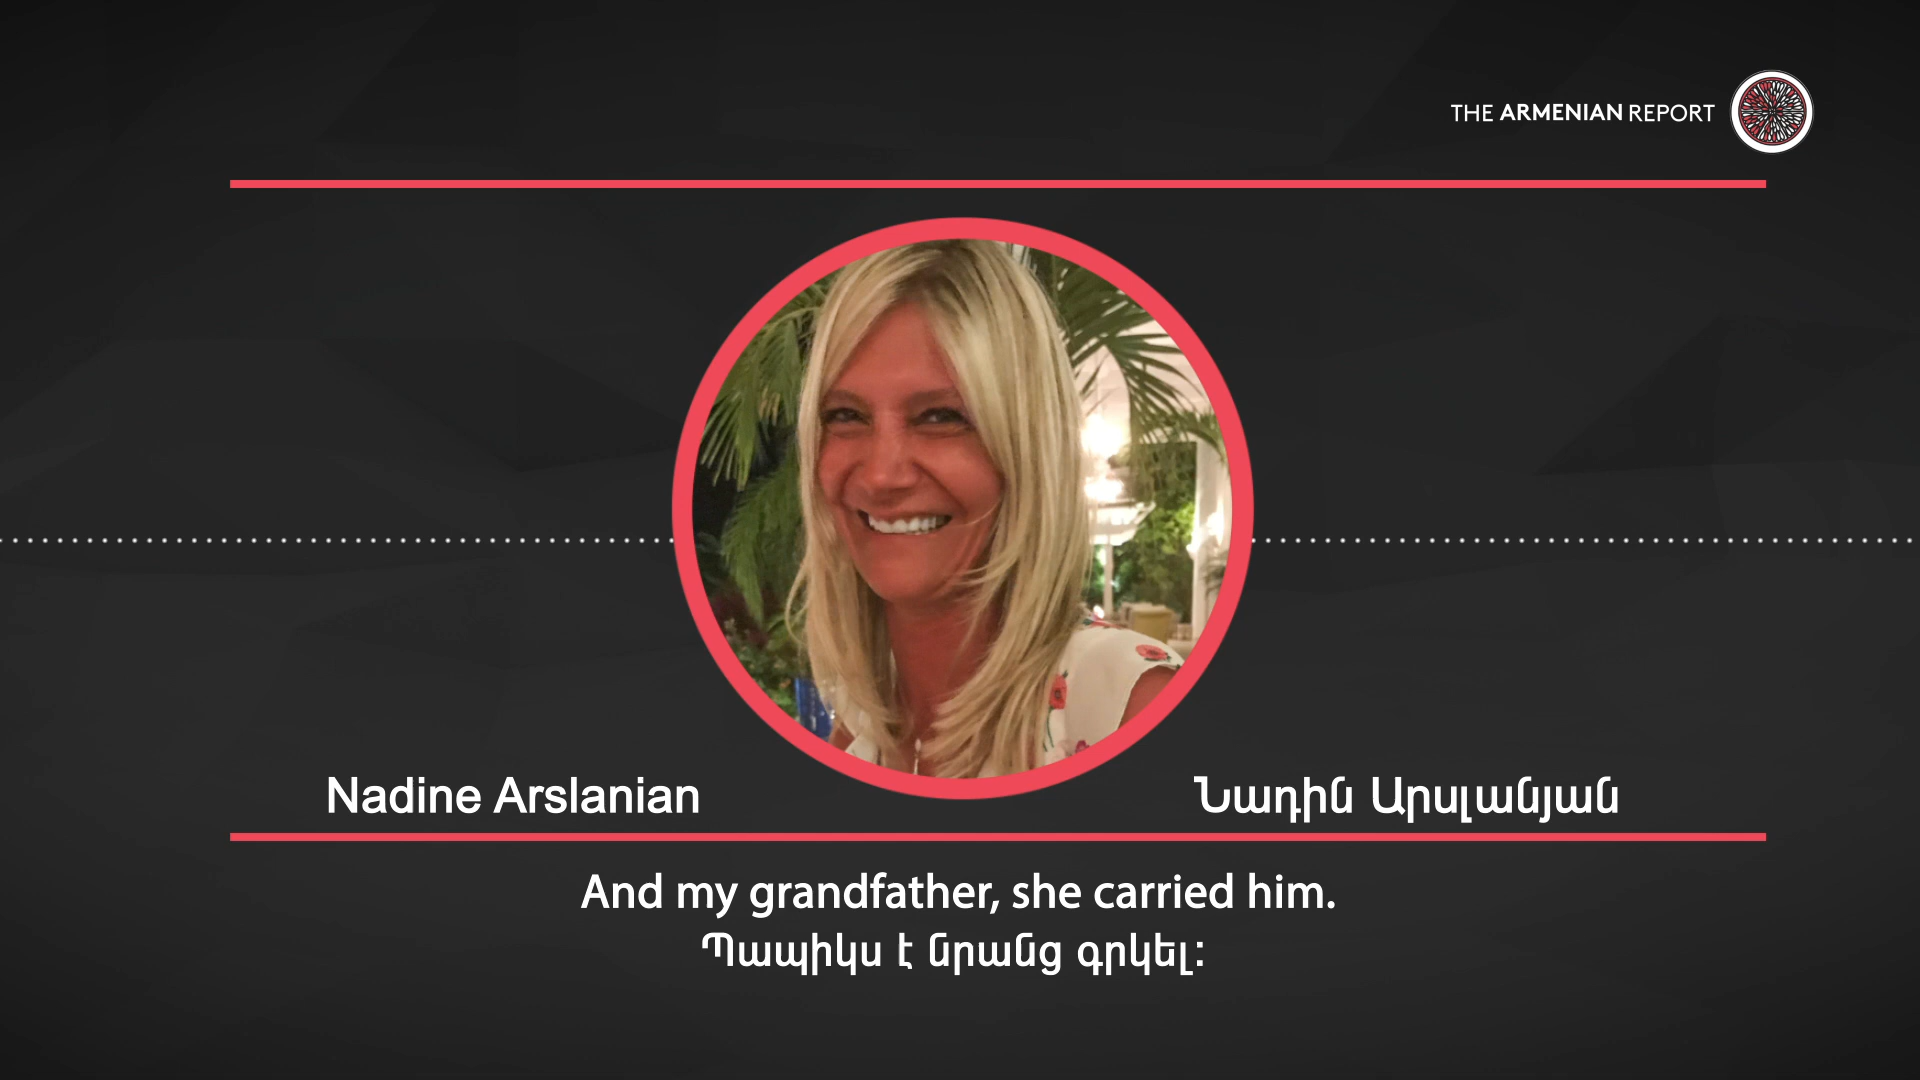 THE ARMENIAN REPORT
Nadine Arslanian
Նադին Արսլանյան
And my grandfather, she carried him.
Պապիկս է նրանց գրկել: